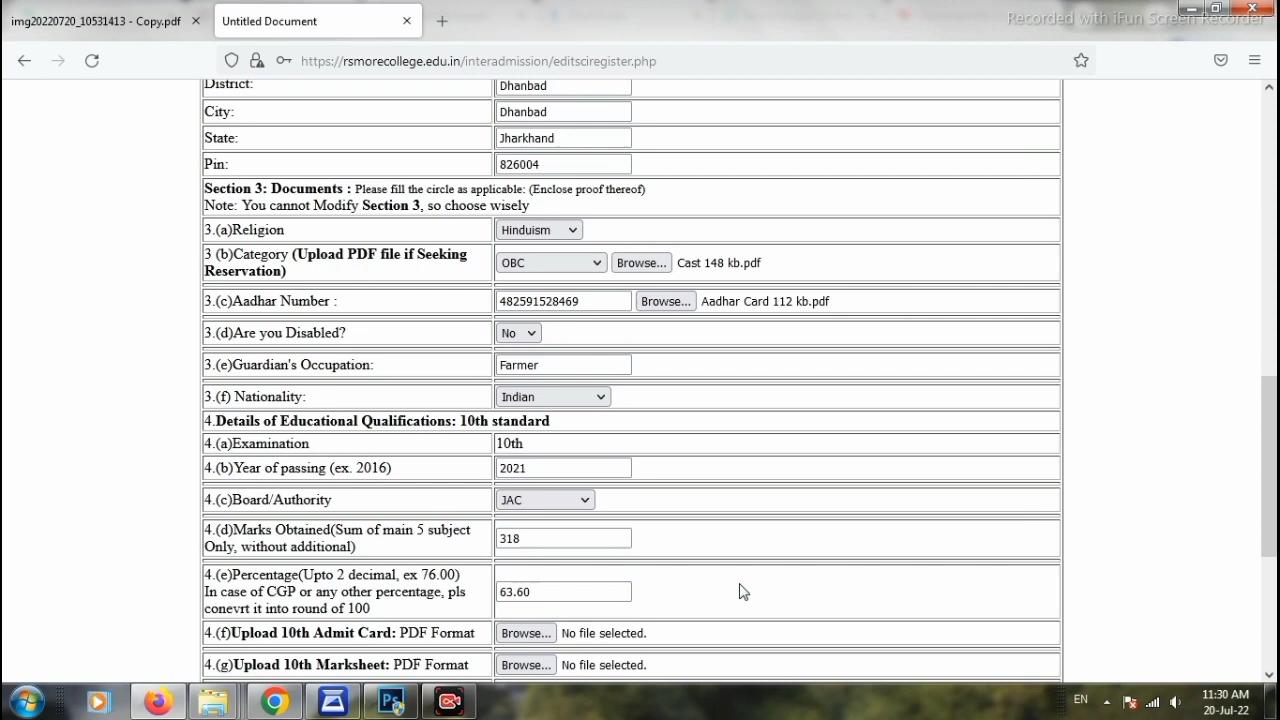 img20220720_10531413 - Copy.pdf
Untitled Document
Recorded with iFun Screen Recorder
https://rsmorecollege.edu.in/interadmission/editsciregister.php
District: Dhanbad
City: Dhanbad
State: Jharkhand
Pin: 826004
Section 3: Documents : Please fill the circle as applicable: (Enclose proof thereof)
Note: You cannot Modify Section 3, so choose wisely
3.(a)Religion Hinduism
3 (b)Category (Upload PDF file if Seeking
Reservation)
OBC Browse... Cast 148 kb.pdf
3.(c)Aadhar Number : 482591528469 Browse... Aadhar Card 112 kb.pdf
3.(d)Are you Disabled? No
3.(e)Guardian's Occupation: Farmer
3.(f) Nationality: Indian
4.Details of Educational Qualifications: 10th standard
4.(a)Examination 10th
4.(b)Year of passing (ex. 2016) 2021
4.(c)Board/Authority JAC
4.(d)Marks Obtained(Sum of main 5 subject
Only, without additional)
318
4.(e)Percentage(Upto 2 decimal, ex 76.00)
In case of CGP or any other percentage, pls
conevrt it into round of 100
63.60
4.(f)Upload 10th Admit Card: PDF Format Browse... No file selected.
4.(g)Upload 10th Marksheet: PDF Format Browse... No file selected.
Ps
EN
11:30 AM
20-Jul-22